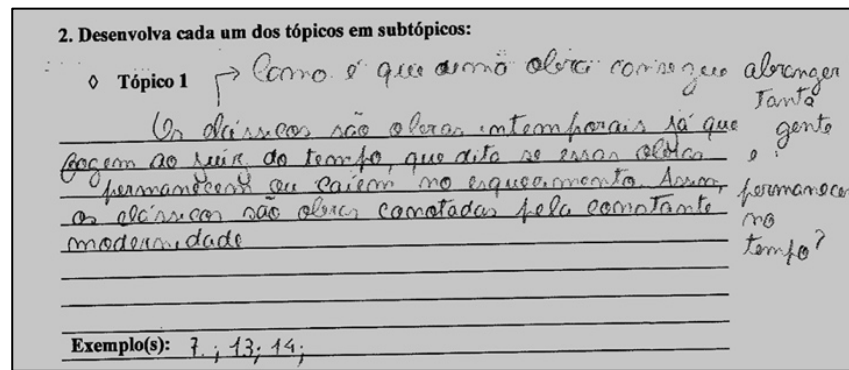 2. Desenvolva cada um dos tópicos em subtópicos:
◊ Tópico 1
Como é que uma obra consegue abranger
tanta
gente
e
permanecer
no
tempo?
Os clássicos são obras intemporais já que
fogem ao juiz do tempo, que dita se essas obras
permanecem ou caiem no esquecimento. Assim,
os clássicos são obras conotadas pela constante
modernidade
Exemplo(s): 7.; 13; 14;